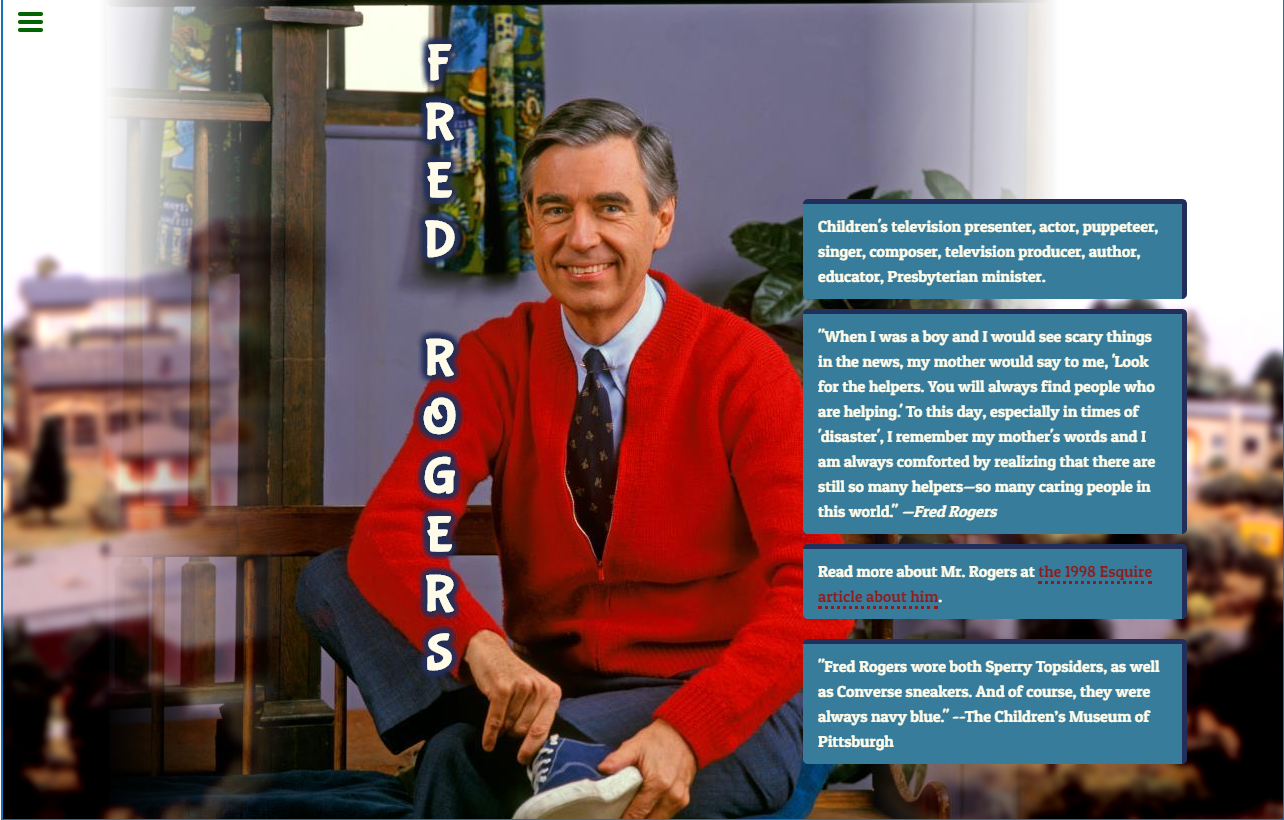 FRED
ROGERS
Children's television presenter, actor, puppeteer,
singer, composer, television producer, author,
educator, Presbyterian minister.
"When I was a boy and I would see scary things
in the news, my mother would say to me, 'Look
for the helpers. You will always find people who
are helping.' To this day, especially in times of
'disaster', I remember my mother's words and I
am always comforted by realizing that there are
still so many helpers—so many caring people in
this world." —Fred Rogers
Read more about Mr. Rogers at the 1998 Esquire
article about him.
"Fred Rogers wore both Sperry Topsiders, as well
as Converse sneakers. And of course, they were
always navy blue." --The Children’s Museum of
Pittsburgh